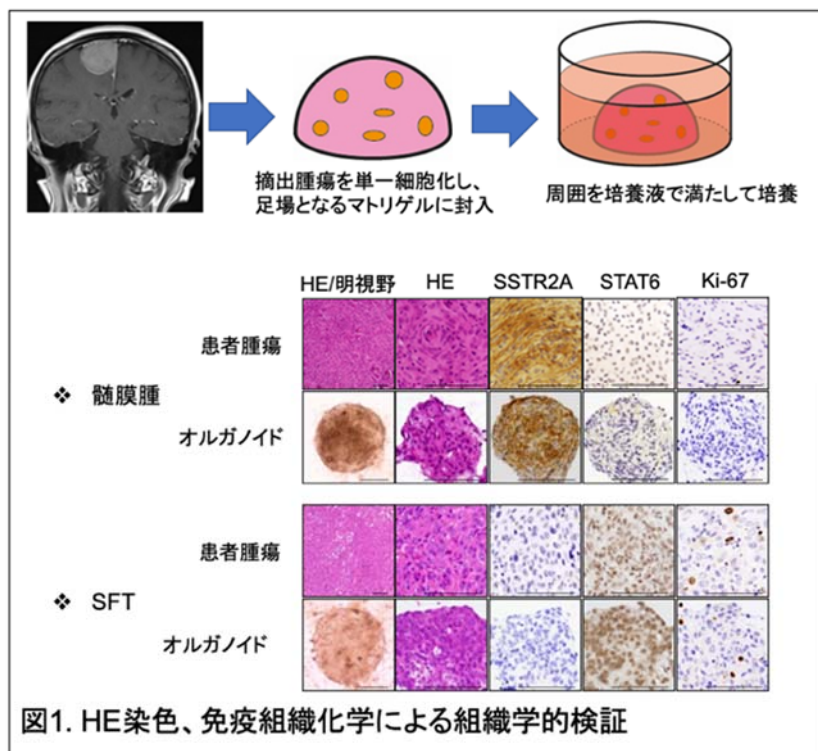 摘出腫瘍を単一細胞化し、
足場となるマトリゲルに封入
周囲を培養液で満たして培養
HE/明視野 HE SSTR2A STAT6 Ki-67
患者腫瘍
❖ 髄膜腫
オルガノイド
患者腫瘍
❖ SFT
オルガノイド
図1. HE染色、免疫組織化学による組織学的検証